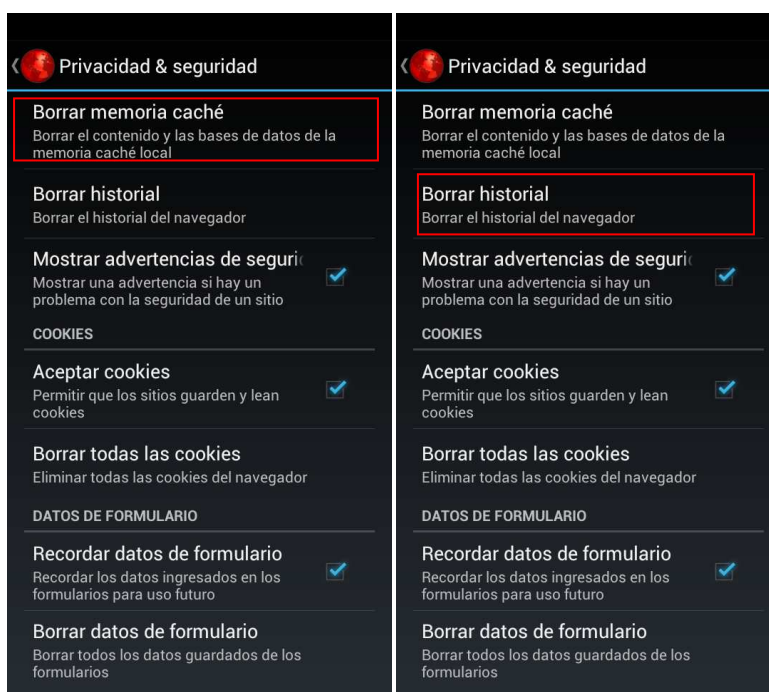 Privacidad & seguridad
Borrar memoria caché
Borrar el contenido y las bases de datos de la
memoria caché local
Borrar historial
Borrar el historial del navegador
Mostrar advertencias de seguri
Mostrar una advertencia si hay un
problema con la seguridad de un sitio
COOKIES
Aceptar cookies
Permitir que los sitios guarden y lean
cookies
Borrar todas las cookies
Eliminar todas las cookies del navegador
DATOS DE FORMULARIO
Recordar datos de formulario
Recordar los datos ingresados en los
formularios para uso futuro
Borrar datos de formulario
Borrar todos los datos guardados de los
formularios
Privacidad & seguridad
Borrar memoria caché
Borrar el contenido y las bases de datos de la
memoria caché local
Borrar historial
Borrar el historial del navegador
Mostrar advertencias de seguri
Mostrar una advertencia si hay un
problema con la seguridad de un sitio
COOKIES
Aceptar cookies
Permitir que los sitios guarden y lean
cookies
Borrar todas las cookies
Eliminar todas las cookies del navegador
DATOS DE FORMULARIO
Recordar datos de formulario
Recordar los datos ingresados en los
formularios para uso futuro
Borrar datos de formulario
Borrar todos los datos guardados de los
formularios